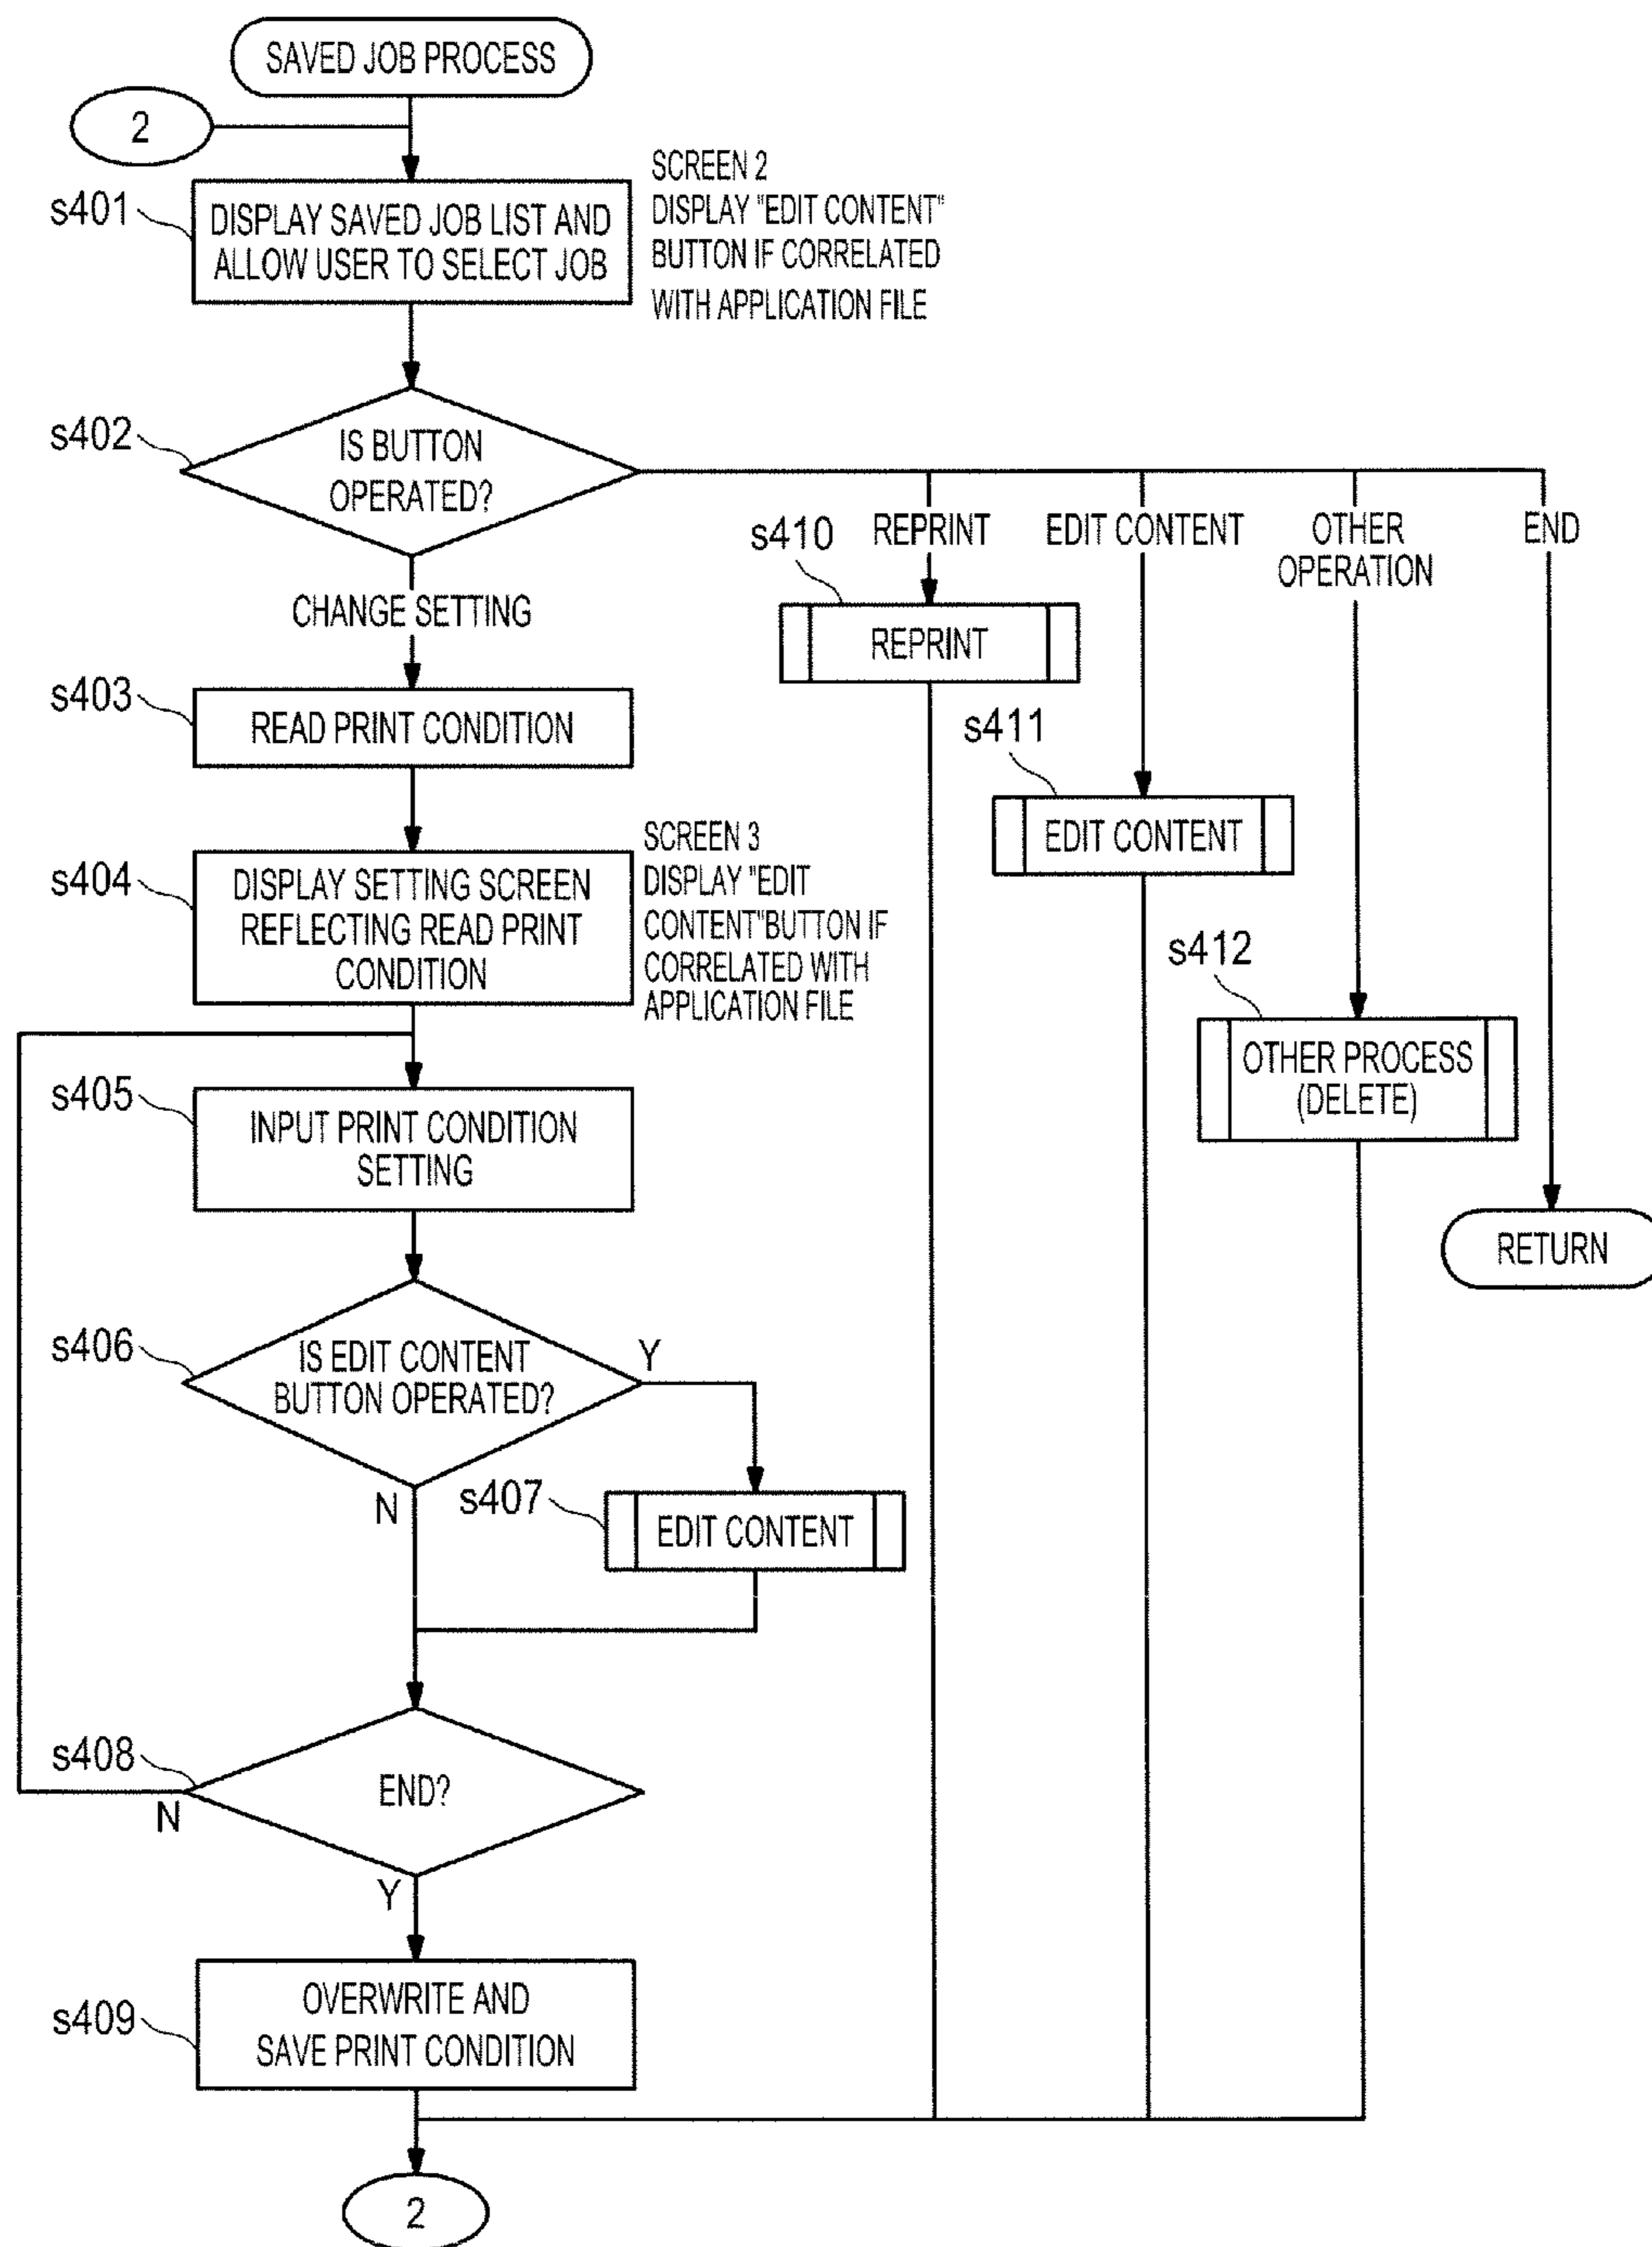 SAVED JOB PROCESS
2
SCREEN 2
DISPLAY "EDIT CONTENT"
BUTTON IF CORRELATED
WITH APPLICATION FILE
s401
DISPLAY SAVED JOB LIST AND
ALLOW USER TO SELECT JOB
s402
IS BUTTON
OPERATED?
CHANGE SETTING
s410
REPRINT
EDIT CONTENT
OTHER
OPERATION
END
REPRINT
s403
READ PRINT CONDITION
s411
EDIT CONTENT
SCREEN 3
DISPLAY "EDIT
CONTENT"BUTTON IF
CORRELATED WITH
APPLICATION FILE
s404
DISPLAY SETTING SCREEN
REFLECTING READ PRINT
CONDITION
s412
OTHER PROCESS
(DELETE)
s405
INPUT PRINT CONDITION
SETTING
RETURN
s406
IS EDIT CONTENT
BUTTON OPERATED?
Y
N
s407
EDIT CONTENT
s408
END?
N
Y
s409
OVERWRITE AND
SAVE PRINT CONDITION
2